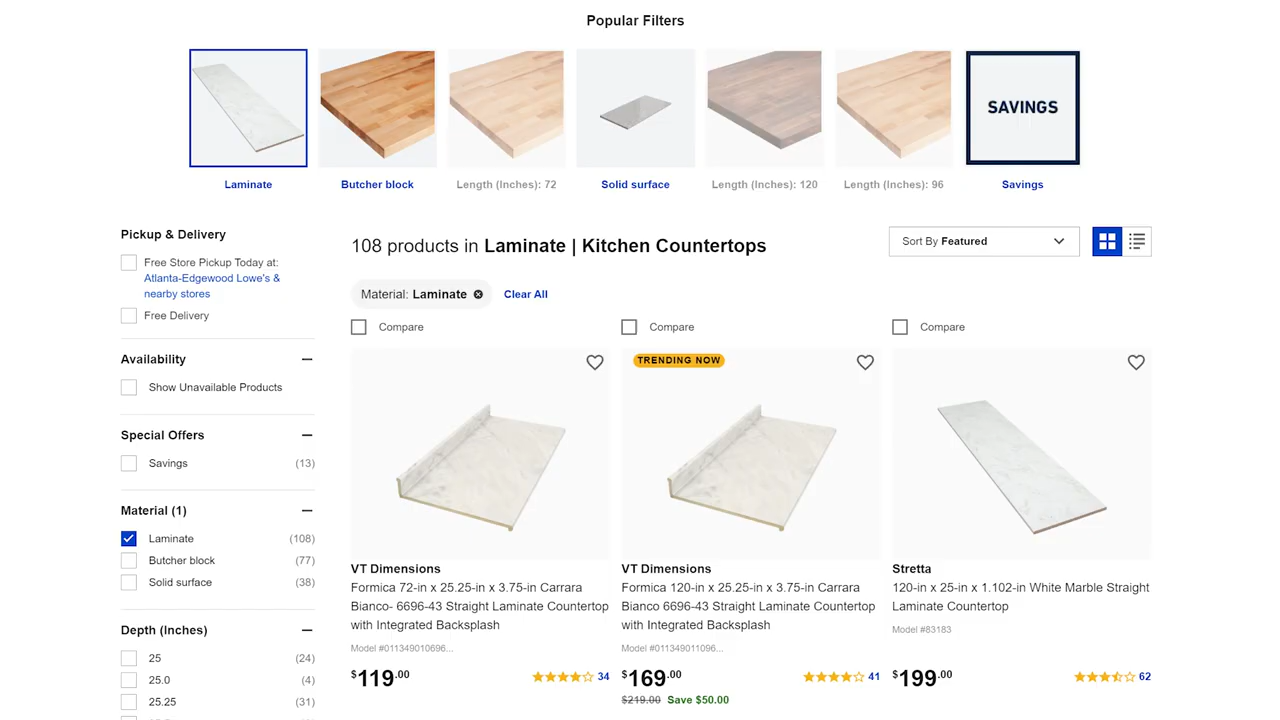 Popular Filters
SAVINGS
Laminate
Butcher block
Length (Inches): 72
Solid surface
Length (Inches): 120
Length (Inches): 96
Savings
Pickup & Delivery
Free Store Pickup Today at:
Atlanta-Edgewood Lowe's &
nearby stores
Free Delivery
Availability
Show Unavailable Products
Special Offers
Savings (13)
Material (1)
Laminate (108)
Butcher block (77)
Solid surface (38)
Depth (Inches)
25 (24)
25.0 (4)
25.25 (31)
108 products in Laminate | Kitchen Countertops
Sort By Featured
Material: Laminate
Clear All
Compare
VT Dimensions
Formica 72-in x 25.25-in x 3.75-in Carrara
Bianco- 6696-43 Straight Laminate Countertop
with Integrated Backsplash
Model #011349010696...
$119.00
34
Compare
TRENDING NOW
VT Dimensions
Formica 120-in x 25.25-in x 3.75-in Carrara
Bianco 6696-43 Straight Laminate Countertop
with Integrated Backsplash
Model #011349011096...
$169.00
41
$219.00 Save $50.00
Compare
Stretta
120-in x 25-in x 1.102-in White Marble Straight
Laminate Countertop
Model #83183
$199.00
62